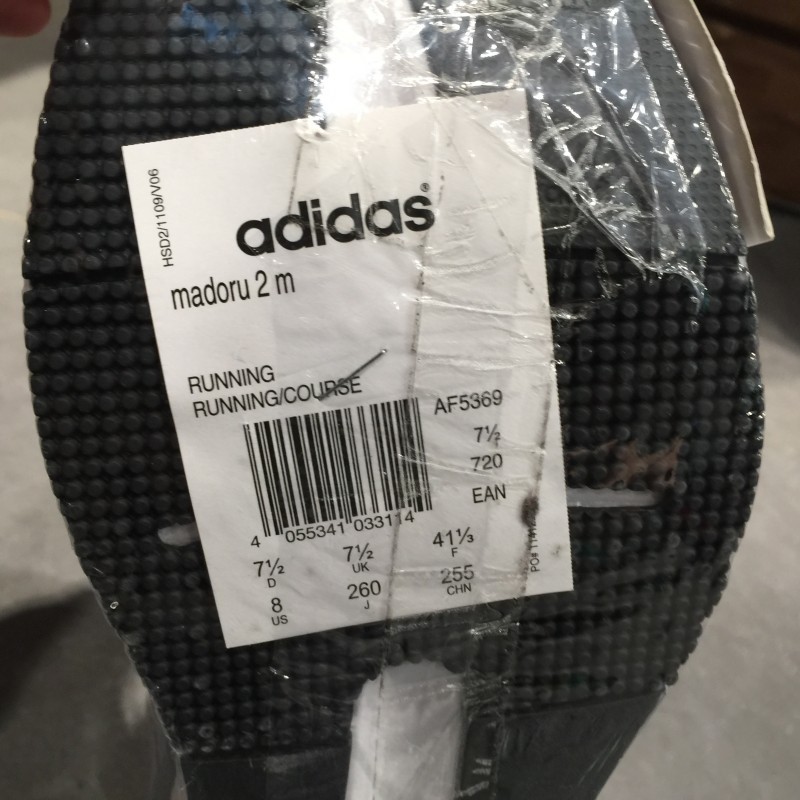 HSD2/1109/V06
adidas®
madoru 2 m
RUNNING
RUNNING/COURSE
AF5369
7½
720
EAN
4 055341 033114
7½ D
7½ UK
41⅓ F
8 US
260 J
255 CHN
PO#